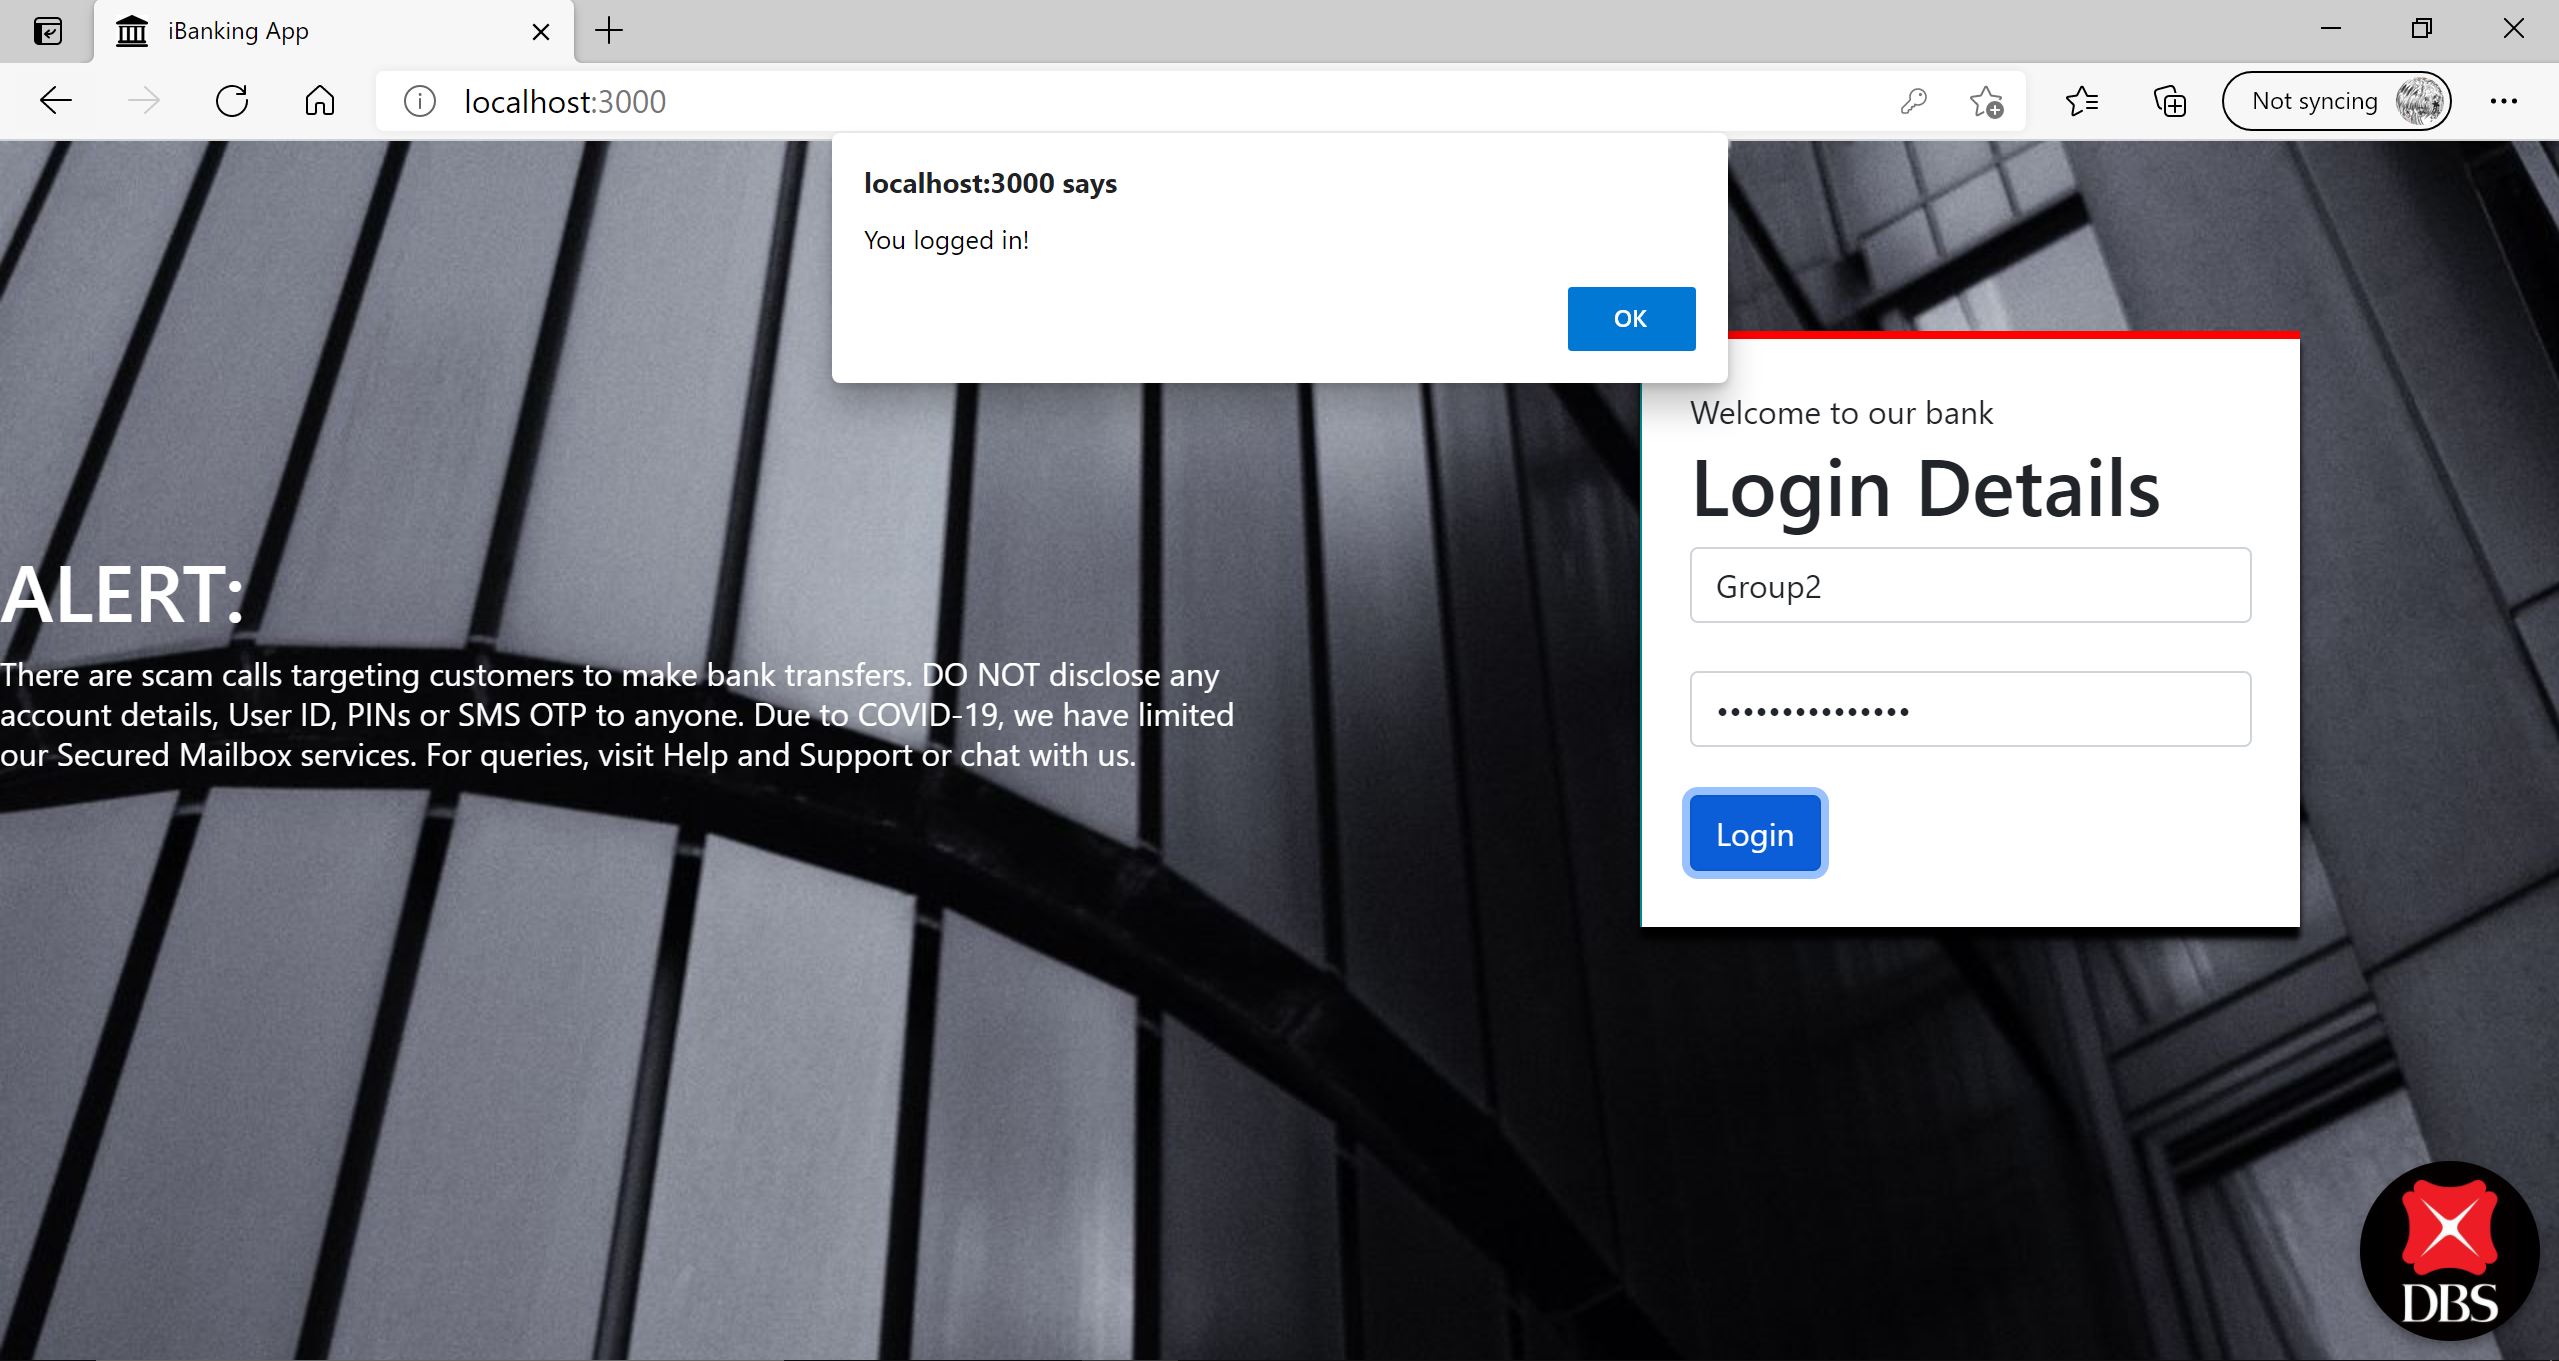 iBanking App
localhost:3000
Not syncing
localhost:3000 says
You logged in!
OK
Welcome to our bank
Login Details
Group2
•••••••••••••••
Login
ALERT:
There are scam calls targeting customers to make bank transfers. DO NOT disclose any
account details, User ID, PINs or SMS OTP to anyone. Due to COVID-19, we have limited
our Secured Mailbox services. For queries, visit Help and Support or chat with us.
DBS